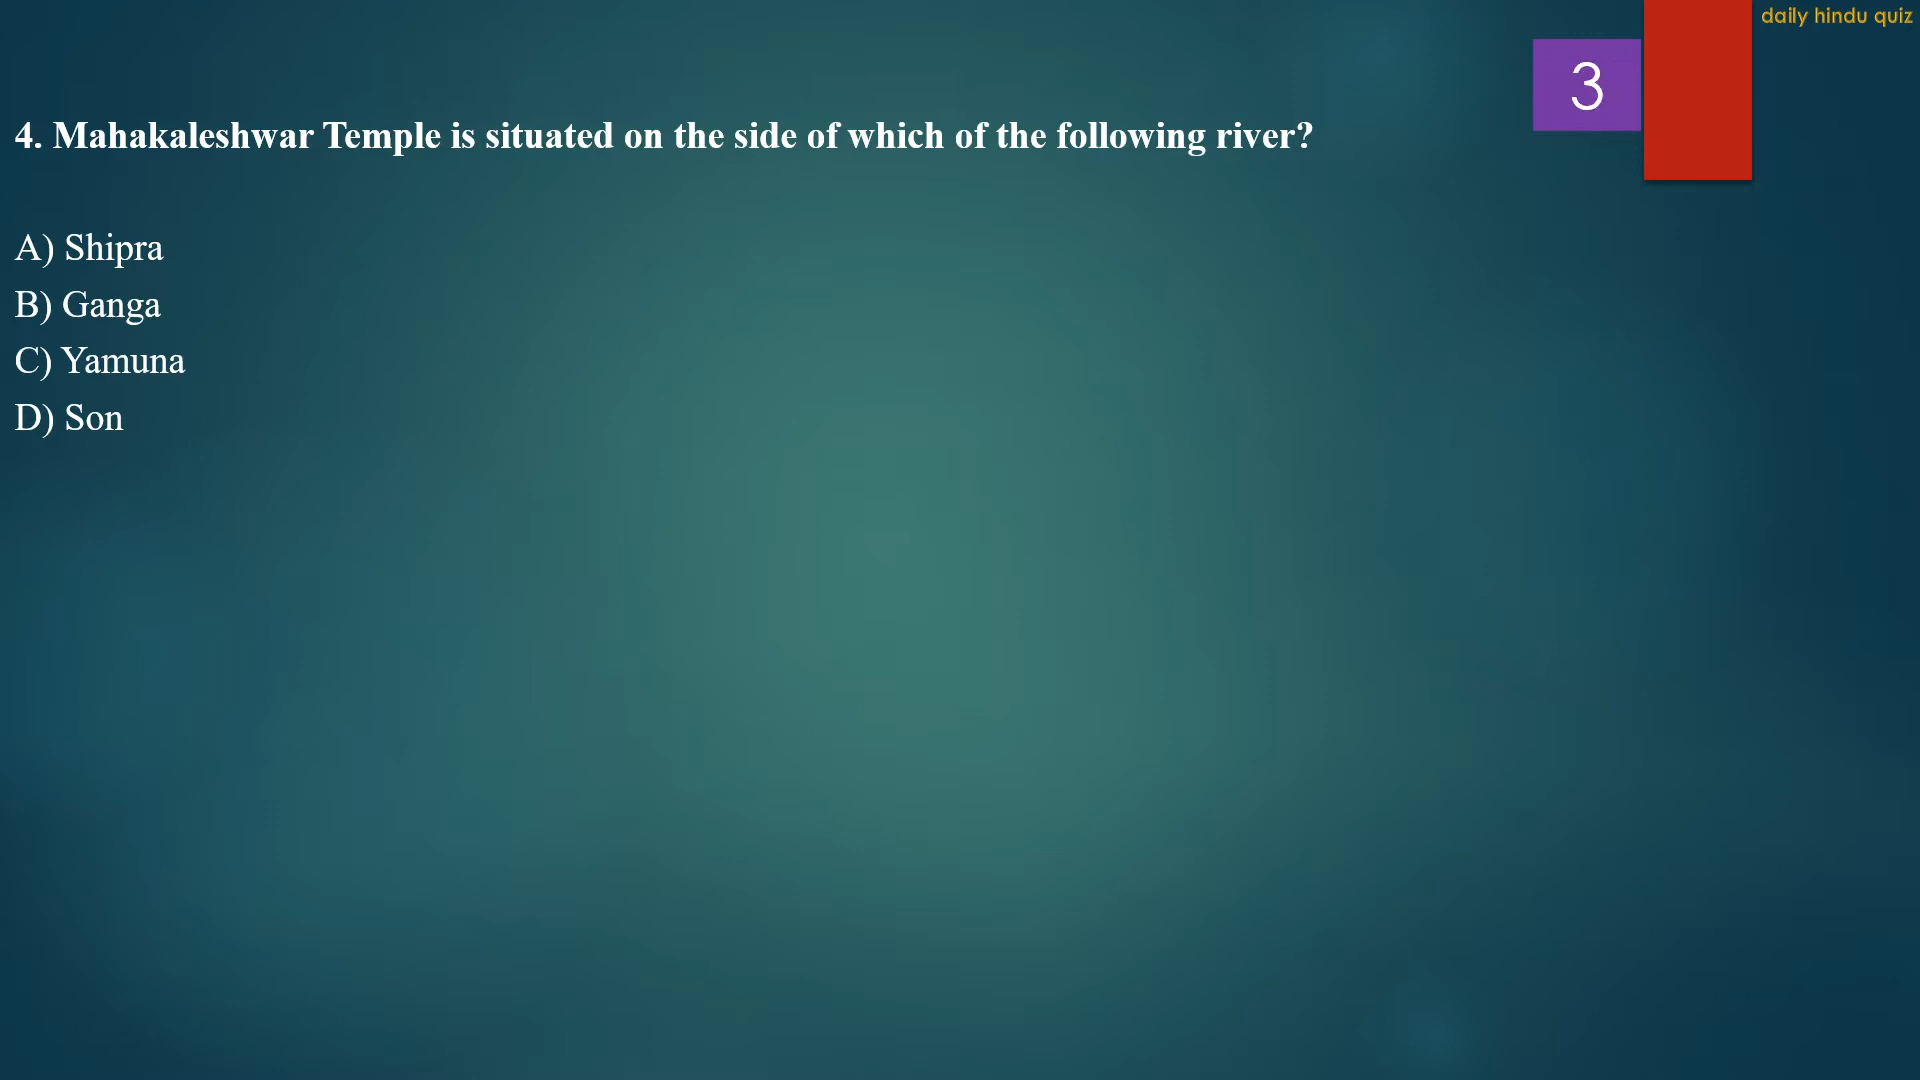 daily hindu quiz
3
4. Mahakaleshwar Temple is situated on the side of which of the following river?
A) Shipra
B) Ganga
C) Yamuna
D) Son